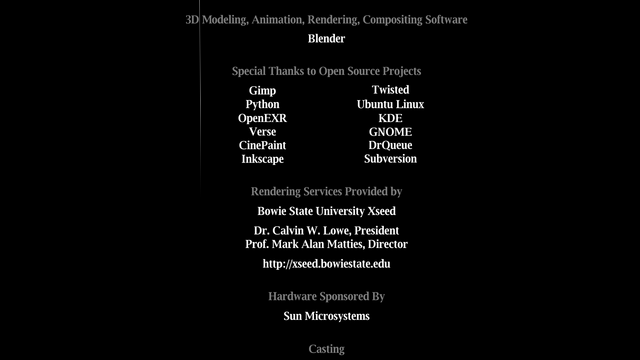 3D Modeling, Animation, Rendering, Compositing Software
Blender
Special Thanks to Open Source Projects
Gimp Twisted
Python Ubuntu Linux
OpenEXR KDE
Verse GNOME
CinePaint DrQueue
Inkscape Subversion
Rendering Services Provided by
Bowie State University Xseed
Dr. Calvin W. Lowe, President
Prof. Mark Alan Matties, Director
http://xseed.bowiestate.edu
Hardware Sponsored By
Sun Microsystems
Casting